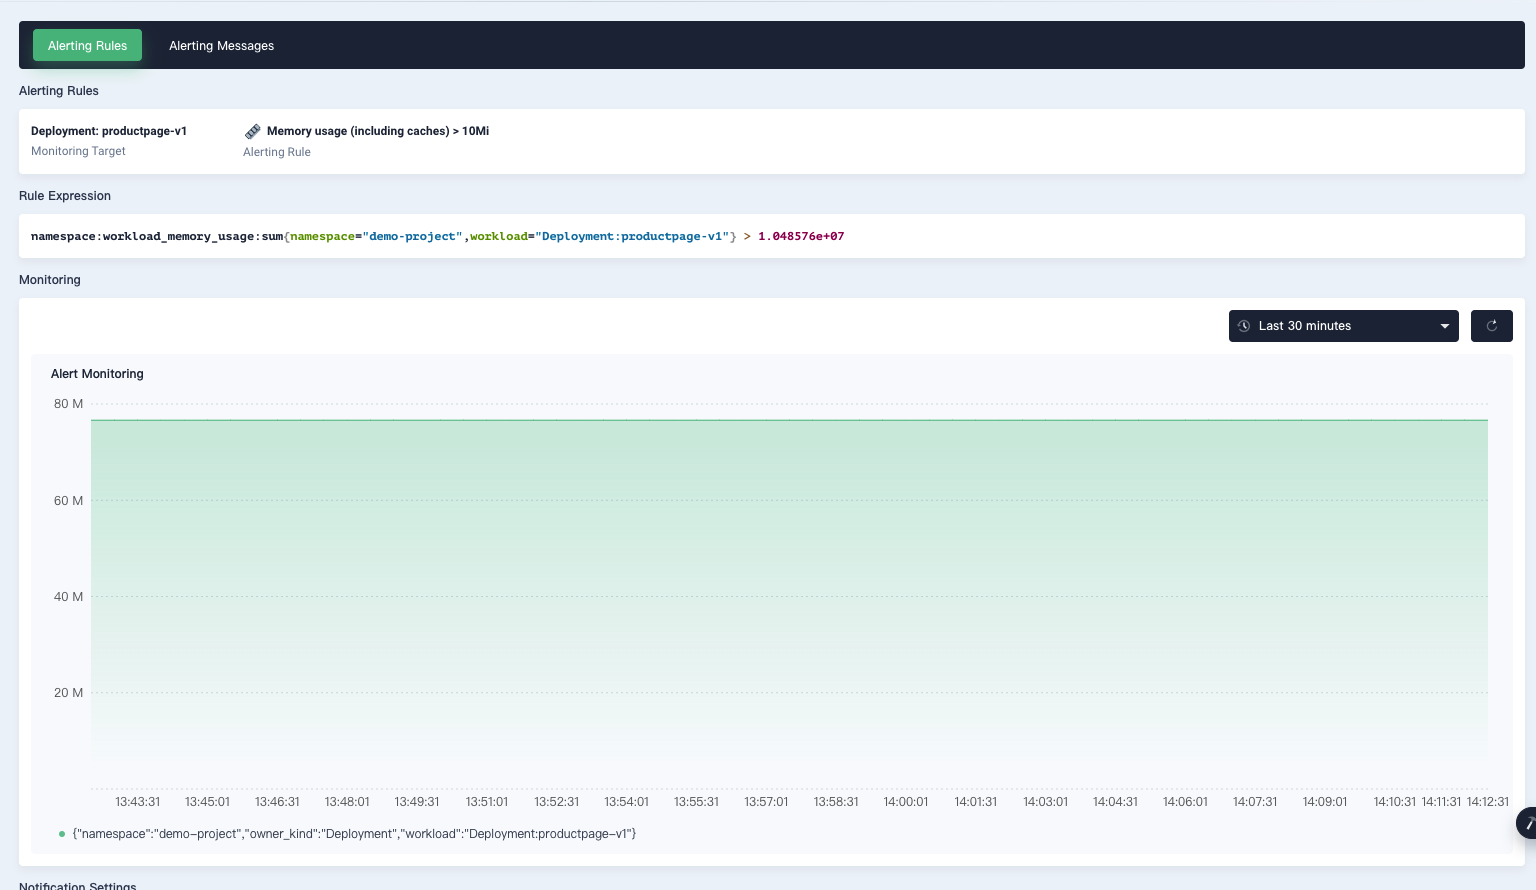 Alerting Rules
Alerting Messages
Alerting Rules
Deployment: productpage-v1
Memory usage (including caches) > 10Mi
Monitoring Target
Alerting Rule
Rule Expression
namespace:workload_memory_usage:sum{namespace="demo-project",workload="Deployment:productpage-v1"} > 1.048576e+07
Monitoring
Last 30 minutes
Alert Monitoring
80 M
60 M
40 M
20 M
13:43:31 13:45:01 13:46:31 13:48:01 13:49:31 13:51:01 13:52:31 13:54:01 13:55:31 13:57:01 13:58:31 14:00:01 14:01:31 14:03:01 14:04:31 14:06:01 14:07:31 14:09:01 14:10:31 14:11:31 14:12:31
{"namespace":"demo-project","owner_kind":"Deployment","workload":"Deployment:productpage-v1"}
Notification Settings